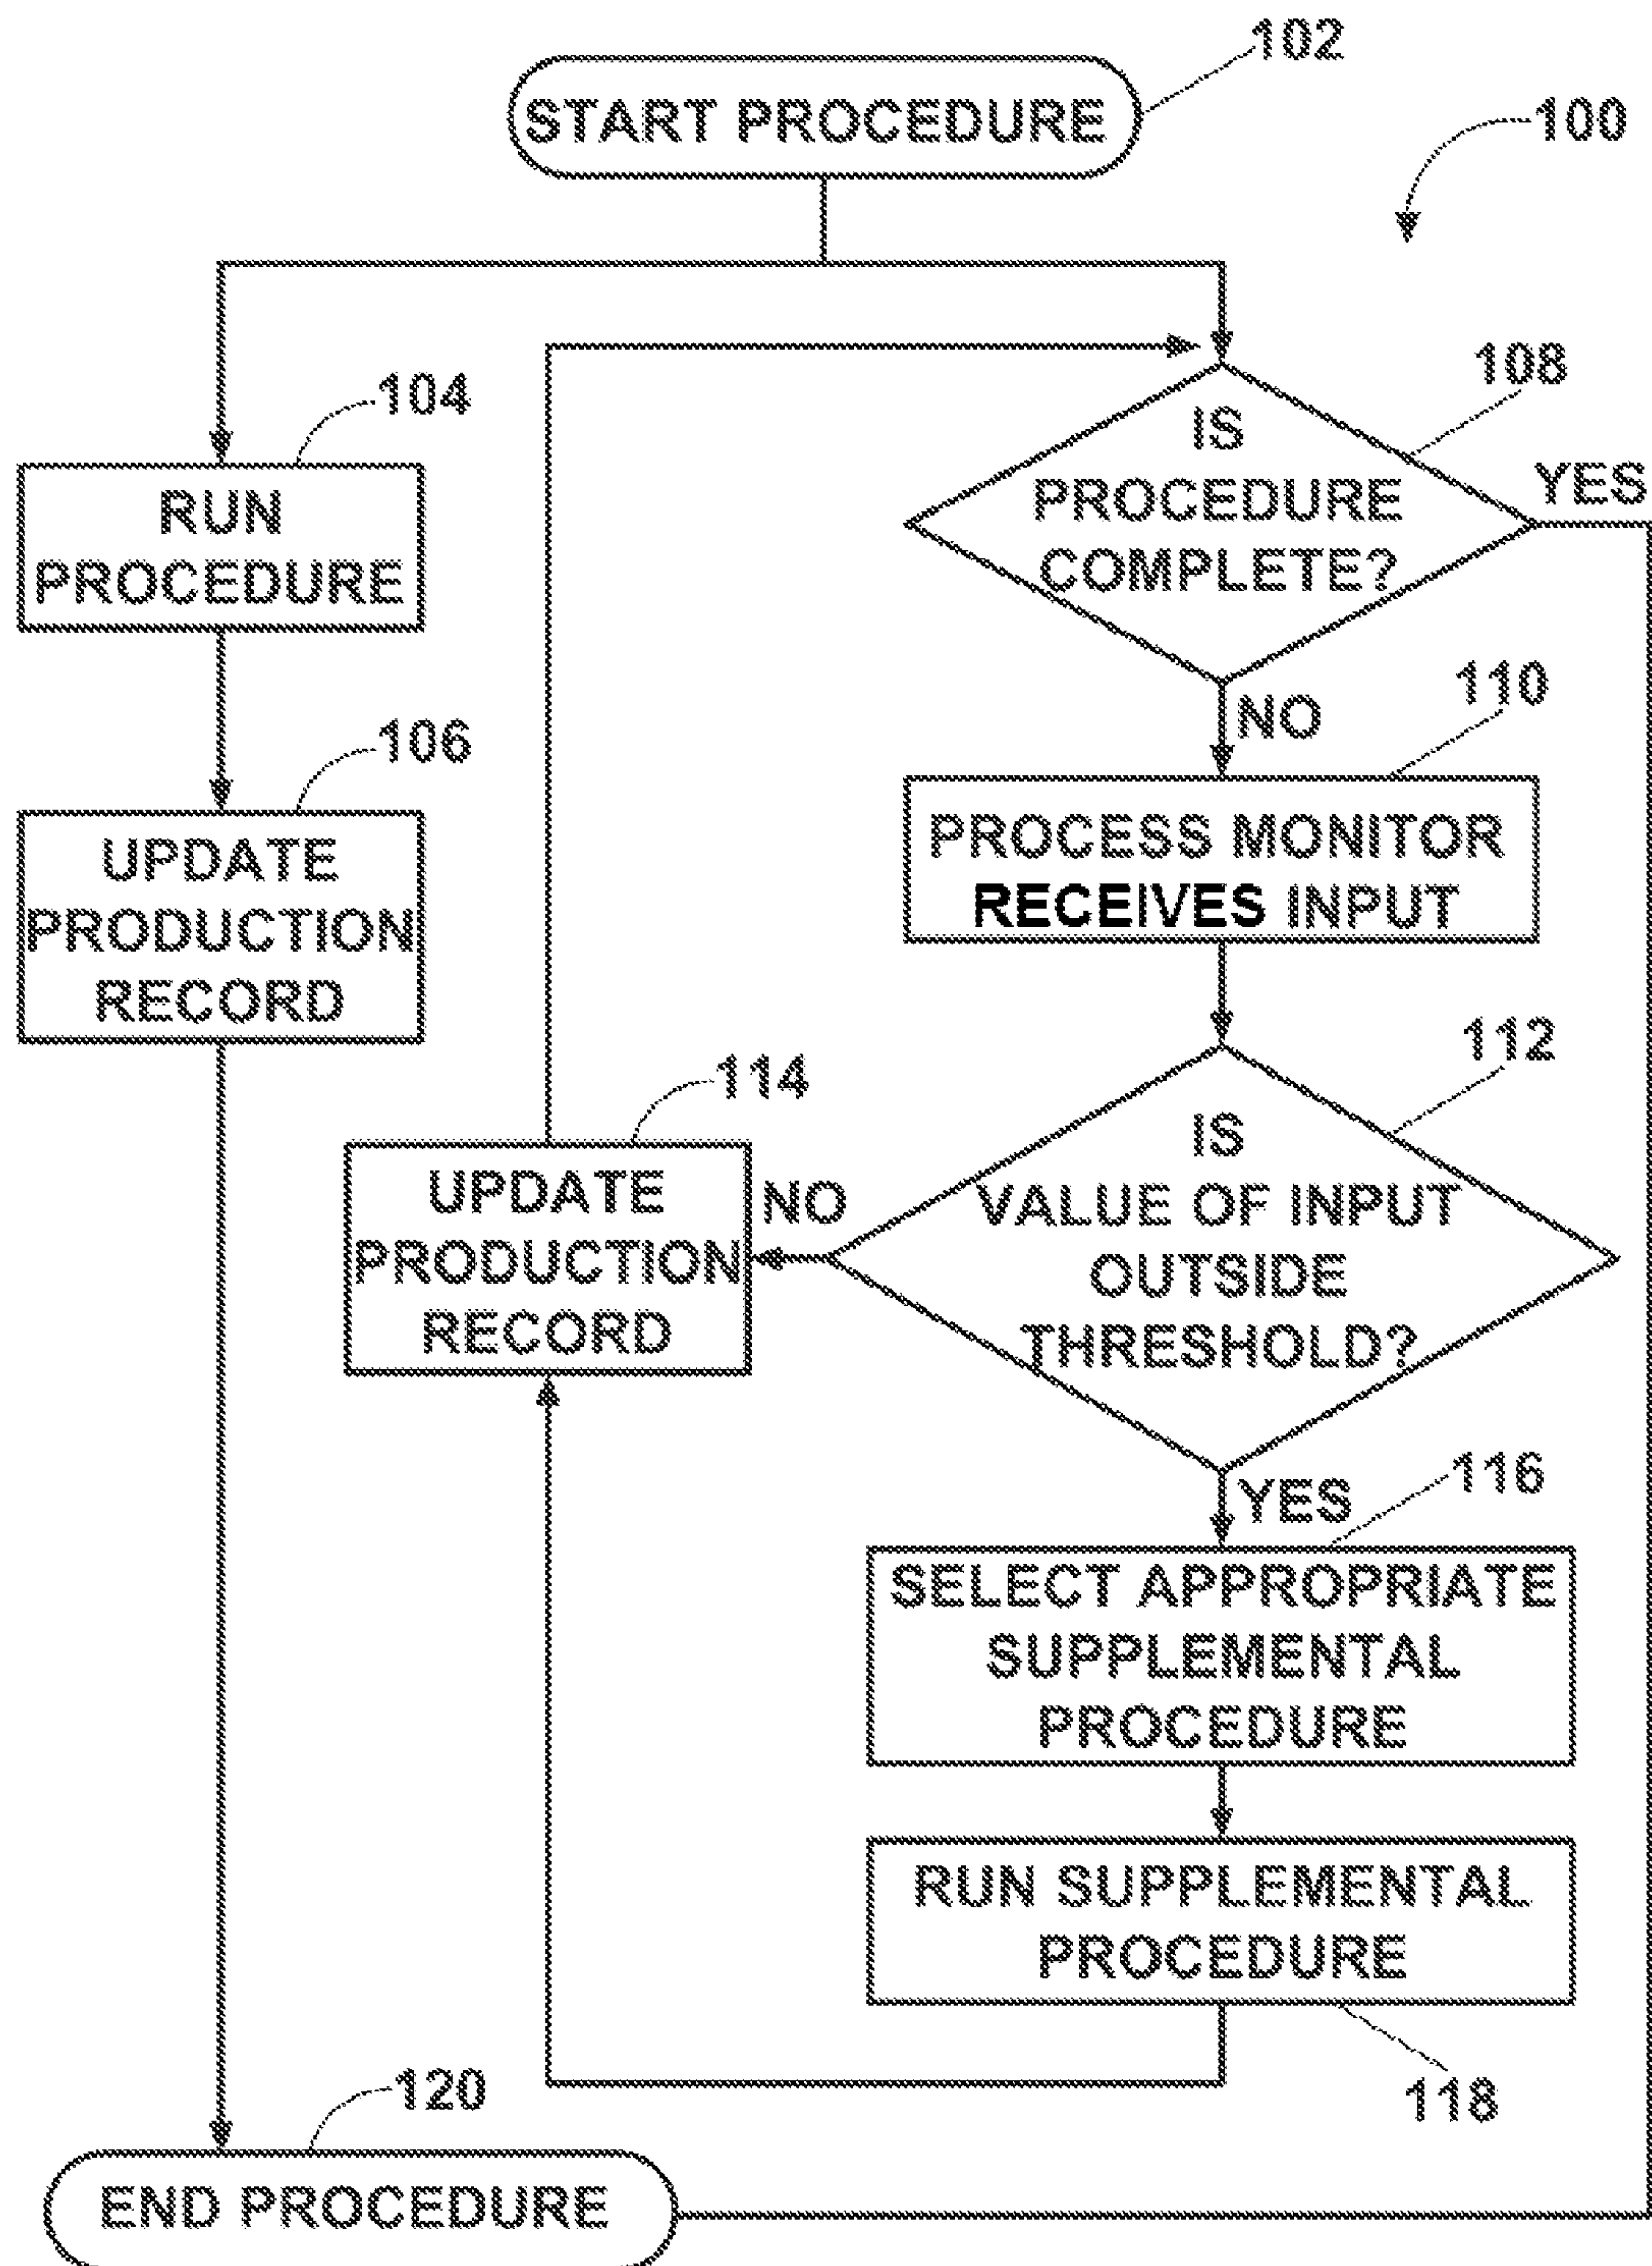 102
START PROCEDURE
100
104
RUN
PROCEDURE
106
UPDATE
PRODUCTION
RECORD
108
IS
PROCEDURE
COMPLETE?
YES
NO
110
PROCESS MONITOR
RECEIVES INPUT
112
IS
VALUE OF INPUT
OUTSIDE
THRESHOLD?
NO
114
UPDATE
PRODUCTION
RECORD
YES
116
SELECT APPROPRIATE
SUPPLEMENTAL
PROCEDURE
RUN SUPPLEMENTAL
PROCEDURE
118
120
END PROCEDURE